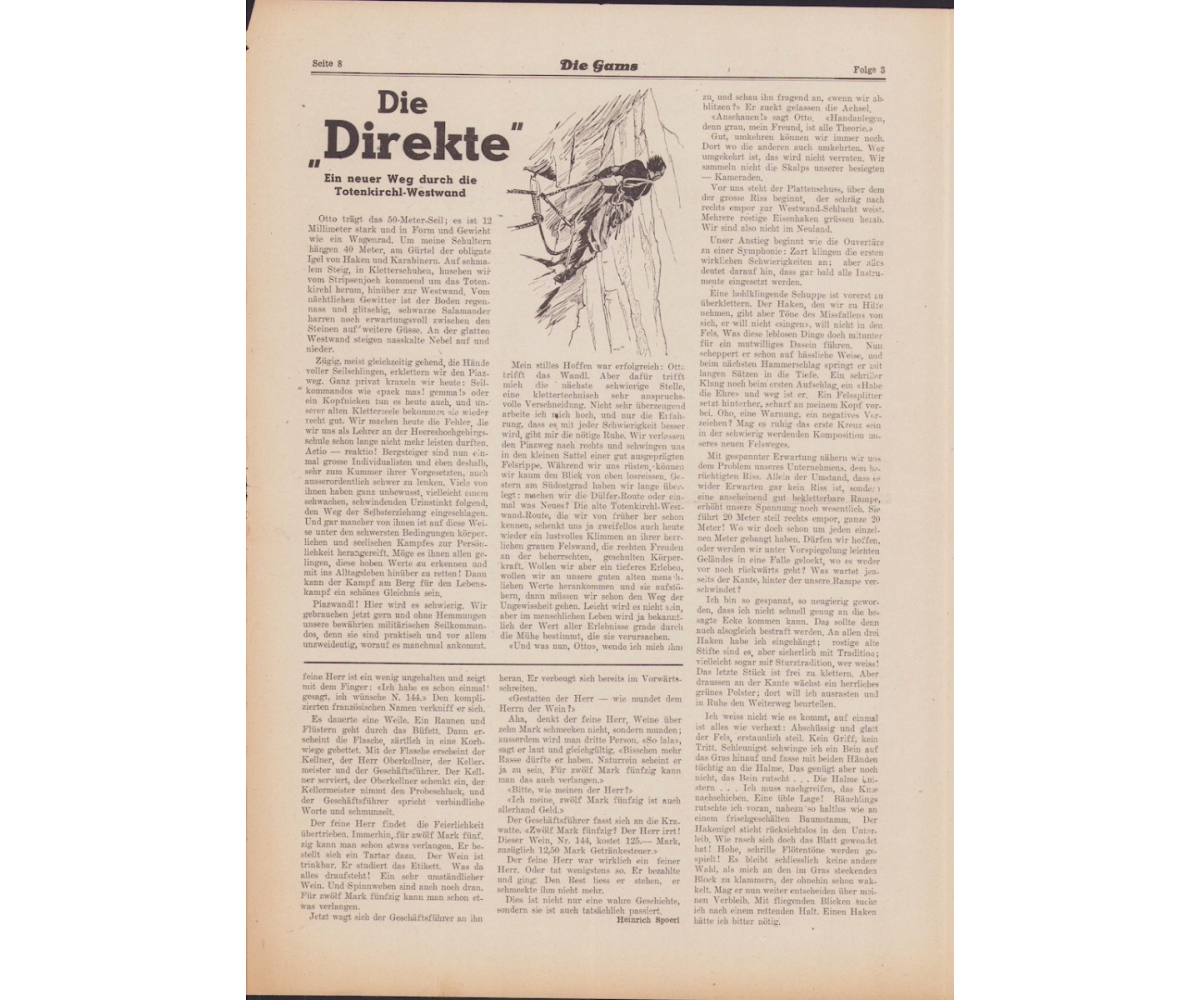 Seite 8
Die Gams
Folge 3
Die
„Direkte"
Ein neuer Weg durch die
Totenkirchl-Westwand
Otto trägt das 50-Meter-Seil; es ist 12
Millimeter stark und in Form und Gewicht
wie ein Wagenrad. Um meine Schultern
hängen 40 Meter, am Gürtel der obligate
Igel von Haken und Karabinern. Auf schma-
lem Steig, in Kletterschuhen, huschen wir
vom Stripsenjoch kommend um das Toten-
kirchl herum, hinüber zur Westwand. Vom
nächtlichen Gewitter ist der Boden regen-
nass und glitschig, schwarze Salamander
harren noch erwartungsvoll zwischen den
Steinen auf weitere Güsse. An der glatten
Westwand steigen nasskalte Nebel auf und
nieder.
Zügig, meist gleichzeitig gehend, die Hände
voller Seilschlingen, erklettern wir den Piaz-
weg. Ganz privat kraxeln wir heute: Seil-
kommandos wie «pack mas! gemma!» oder
ein Kopfnicken tun es heute auch, und un-
serer alten Kletterseele bekommen sie wieder
recht gut. Wir machen heute die Fehler, die
wir uns als Lehrer an der Heereshochgebirgs-
schule schon lange nicht mehr leisten durften.
Actio — reaktio! Bergsteiger sind nun ein-
mal grosse Individualisten und eben deshalb,
sehr zum Kummer ihrer Vorgesetzten, auch
ausserordentlich schwer zu lenken. Viele von
ihnen haben ganz unbewusst, vielleicht einem
schwachen, schwindenden Urinstinkt folgend,
den Weg der Selbsterziehung eingeschlagen.
Und gar mancher von ihnen ist auf diese Wei-
se unter den schwersten Bedingungen körper-
lichen und seelischen Kampfes zur Persön-
lichkeit herangereift. Möge es ihnen allen ge-
lingen, diese hohen Werte zu erkennen und
mit ins Alltagsleben hinüber zu retten! Dann
kann der Kampf am Berg für den Lebens-
kampf ein schönes Gleichnis sein.
Piazwandl! Hier wird es schwierig. Wir
gebrauchen jetzt gern und ohne Hemmungen
unsere bewährten militärischen Seilkomman-
dos, denn sie sind praktisch und vor allem
unzweideutig, worauf es manchmal ankommt.
Mein stilles Hoffen war erfolgreich: Otto
trifft das Wandl. Aber dafür trifft
mich die nächste schwierige Stelle,
eine klettertechnisch sehr anspruchs-
volle Verschneidung. Nicht sehr überzeugend
arbeite ich mich hoch, und nur die Erfah-
rung, dass es mit jeder Schwierigkeit besser
wird, gibt mir die nötige Ruhe. Wir verlassen
den Piazweg nach rechts und schwingen uns
in den kleinen Sattel einer gut ausgeprägten
Felsrippe. Während wir uns rüsten, können
wir kaum den Blick von oben losreissen. Ge-
stern am Südostgrad haben wir lange über-
legt: machen wir die Dülfer-Route oder ein-
mal was Neues? Die alte Totenkirchl-West-
wand-Route, die wir von früher her schon
kennen, schenkt uns ja zweifellos auch heute
wieder ein lustvolles Klimmen an ihrer herr-
lichen grauen Felswand, die rechten Freuden
an der beherrschten, geschulten Körper-
kraft. Wollen wir aber ein tieferes Erleben,
wollen wir an unsere guten alten mensch-
lichen Werte herankommen und sie aufstö-
bern, dann müssen wir schon den Weg der
Ungewissheit gehen. Leicht wird es nicht sein,
aber im menschlichen Leben wird ja bekannt-
lich der Wert aller Erlebnisse grade durch
die Mühe bestimmt, die sie verursachen.
«Und was nun, Otto», wende ich mich ihm
zu, und schau ihn fragend an, «wenn wir ab-
blitzen?» Er zuckt gelassen die Achsel.
«Anschauen!» sagt Otto. «Handanlegen,
denn grau, mein Freund, ist alle Theorie.»
Gut, umkehren können wir immer noch.
Dort wo die anderen auch umkehrten. Wer
umgekehrt ist, das wird nicht verraten. Wir
sammeln nicht die Skalps unserer besiegten
— Kameraden.
Vor uns steht der Plattenschuss, über dem
der grosse Riss beginnt, der schräg nach
rechts empor zur Westwand-Schlucht weist.
Mehrere rostige Eisenhaken grüssen herab.
Wir sind also nicht im Neuland.
Unser Anstieg beginnt wie die Ouvertüre
zu einer Symphonie: Zart klingen die ersten
wirklichen Schwierigkeiten an; aber alles
deutet darauf hin, dass gar bald alle Instru-
mente eingesetzt werden.
Eine hohlklingende Schuppe ist vorerst zu
überklettern. Der Haken, den wir zu Hilfe
nehmen, gibt aber Töne des Missfallens von
sich, er will nicht «singen», will nicht in den
Fels. Was diese leblosen Dinge doch mitunter
für ein mutwilliges Dasein führen. Nun
scheppert er schon auf hässliche Weise, und
beim nächsten Hammerschlag springt er mit
langen Sätzen in die Tiefe. Ein schriller
Klang noch beim ersten Aufschlag, ein «Habe
die Ehre» und weg ist er. Ein Felssplitter
setzt hinterher, scharf an meinem Kopf vor-
bei. Oho, eine Warnung, ein negatives Vor-
zeichen? Mag es ruhig das erste Kreuz sein
in der schwierig werdenden Komposition un-
seres neuen Felsweges.
Mit gespannter Erwartung nähern wir uns
dem Problem unseres Unternehmens, dem be-
rüchtigten Riss. Allein der Umstand, dass es
wider Erwarten gar kein Riss ist, sondern
eine anscheinend gut bekletterbare Rampe,
erhöht unsere Spannung noch wesentlich. Sie
führt 20 Meter steil rechts empor, ganze 20
Meter! Wo wir doch schon um jeden einzel-
nen Meter gebangt haben. Dürfen wir hoffen,
oder werden wir unter Vorspiegelung leichten
Geländes in eine Falle gelockt, wo es weder
vor noch rückwärts geht? Was wartet jen-
seits der Kante, hinter der unsere Rampe ver-
schwindet?
Ich bin so gespannt, so neugierig gewor-
den, dass ich nicht schnell genug an die be-
sagte Ecke kommen kann. Das sollte denn
auch alsogleich bestraft werden. An allen drei
Haken habe ich eingehängt; rostige alte
Stifte sind es, aber sicherlich mit Tradition;
vielleicht sogar mit Sturztradition, wer weiss!
Das letzte Stück ist frei zu klettern. Aber
draussen an der Kante wächst ein herrliches
grünes Polster; dort will ich ausrasten und
in Ruhe den Weiterweg beurteilen.
Ich weiss nicht wie es kommt, auf einmal
ist alles wie verhext: Abschüssig und glatt
der Fels, erstaunlich steil. Kein Griff, kein
Tritt. Schleunigst schwinge ich ein Bein auf
das Gras hinauf und fasse mit beiden Händen
tüchtig an die Halme. Das genügt aber noch
nicht, das Bein rutscht . . . Die Halme kni-
stern . . . Ich muss nachgreifen, das Knie
nachschieben. Eine üble Lage! Bäuchlings
rutschte ich voran, nahezu so haltlos wie an
einem frischgeschälten Baumstamm. Der
Hakenigel sticht rücksichtslos in den Unter-
leib. Wie rasch sich doch das Blatt gewendet
hat! Hohe, schrille Flötentöne werden ge-
spielt! Es bleibt schliesslich keine andere
Wahl, als mich an den im Gras steckenden
Block zu klammern, der ohnehin schon wak-
kelt. Mag er nun weiter entscheiden über mei-
nen Verbleib. Mit fliegenden Blicken suche
ich nach einem rettenden Halt. Einen Haken
hätte ich bitter nötig.
feine Herr ist ein wenig ungehalten und zeigt
mit dem Finger: «Ich habe es schon einmal
gesagt, ich wünsche N. 144.» Den kompli-
zierten französischen Namen verkniff er sich.
Es dauerte eine Weile. Ein Raunen und
Flüstern geht durch das Büfett. Dann er-
scheint die Flasche, zärtlich in eine Korb-
wiege gebettet. Mit der Flasche erscheint der
Kellner, der Herr Oberkellner, der Keller-
meister und der Geschäftsführer. Der Kell-
ner serviert, der Oberkellner schenkt ein, der
Kellermeister nimmt den Probeschluck, und
der Geschäftsführer spricht verbindliche
Worte und schmunzelt.
Der feine Herr findet die Feierlichkeit
übertrieben. Immerhin, für zwölf Mark fünf-
zig kann man schon etwas verlangen. Er be-
stellt sich ein Tartar dazu. Der Wein ist
trinkbar. Er studiert das Etikett. Was da
alles draufsteht! Ein sehr umständlicher
Wein. Und Spinnweben sind auch noch dran.
Für zwölf Mark fünfzig kann man schon et-
was verlangen.
Jetzt wagt sich der Geschäftsführer an ihn
heran. Er verbeugt sich bereits im Vorwärts-
schreiten.
«Gestatten der Herr — wie mundet dem
Herrn der Wein?»
Aha, denkt der feine Herr, Weine über
zehn Mark schmecken nicht, sondern munden;
ausserdem wird man dritte Person. «So lala»,
sagt er laut und gleichgültig. «Bisschen mehr
Rasse dürfte er haben. Naturrein scheint er
ja zu sein. Für zwölf Mark fünfzig kann
man das auch verlangen.»
«Bitte, wie meinen der Herr?»
«Ich meine, zwölf Mark fünfzig ist auch
allerhand Geld.»
Der Geschäftsführer fasst sich an die Kra-
watte. «Zwölf Mark fünfzig? Der Herr irrt!
Dieser Wein, Nr. 144, kostet 125.— Mark,
zuzüglich 12,50 Mark Getränkesteuer.»
Der feine Herr war wirklich ein feiner
Herr. Oder tat wenigstens so. Er bezahlte
und ging. Den Rest liess er stehen, er
schmeckte ihm nicht mehr.
Dies ist nicht nur eine wahre Geschichte,
sondern sie ist auch tatsächlich passiert.
Heinrich Spoerl